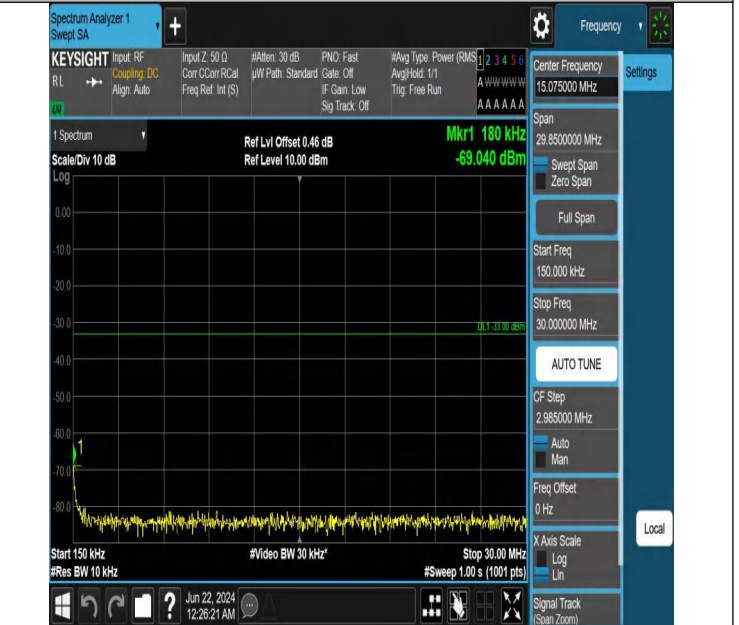 Spectrum Analyzer 1
Swept SA
+
Frequency
KEYSIGHT
RL
Input: RF
Coupling: DC
Align: Auto
Input Z: 50 Ω
Corr CCorr RCal
Freq Ref: Int (S)
#Atten: 30 dB
µW Path: Standard
PNO: Fast
Gate: Off
IF Gain: Low
Sig Track: Off
#Avg Type: Power (RMS
Avg|Hold: 1/1
Trig: Free Run
1 2 3 4 5 6
A W W W W W
A A A A A A
1 Spectrum
Scale/Div 10 dB
Log
Ref Lvl Offset 0.46 dB
Ref Level 10.00 dBm
Mkr1 180 kHz
-69.040 dBm
0.00
-10.0
-20.0
-30.0
DL1 -33.00 dBm
-40.0
-50.0
-60.0
1
-70.0
-80.0
Start 150 kHz
#Video BW 30 kHz*
Stop 30.00 MHz
#Res BW 10 kHz
#Sweep 1.00 s (1001 pts)
Center Frequency
15.075000 MHz
Settings
Span
29.8500000 MHz
Swept Span
Zero Span
Full Span
Start Freq
150.000 kHz
Stop Freq
30.000000 MHz
AUTO TUNE
CF Step
2.985000 MHz
Auto
Man
Freq Offset
0 Hz
X Axis Scale
Log
Lin
Local
Signal Track
(Span Zoom)
?
Jun 22, 2024
12:26:21 AM